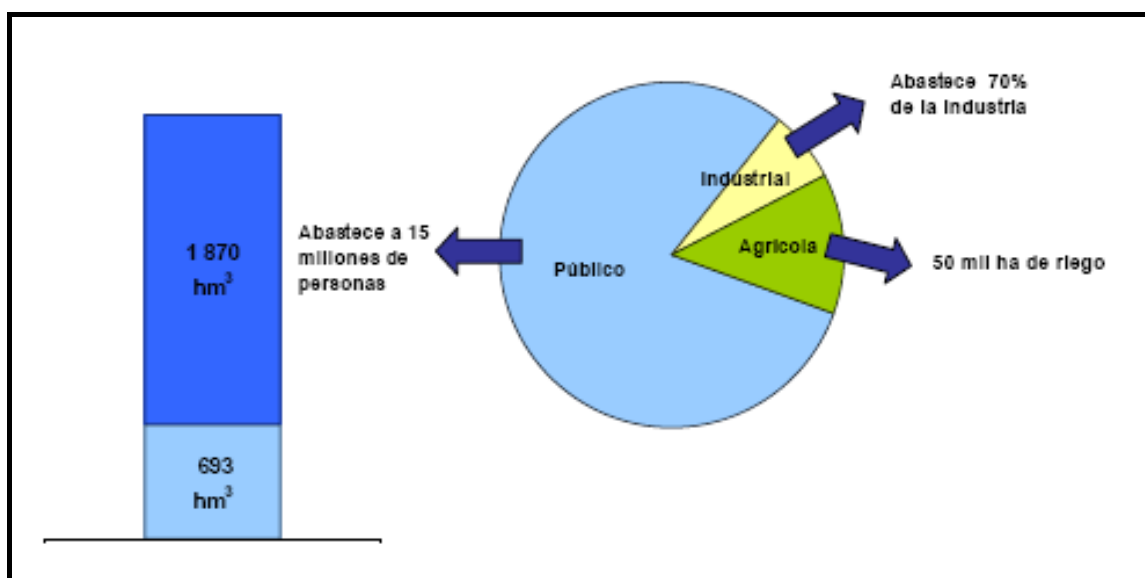 1 870
hm³
693
hm³
Abastece a 15
millones de
personas
Público
Industrial
Agrícola
Abastece 70%
de la industria
50 mil ha de riego